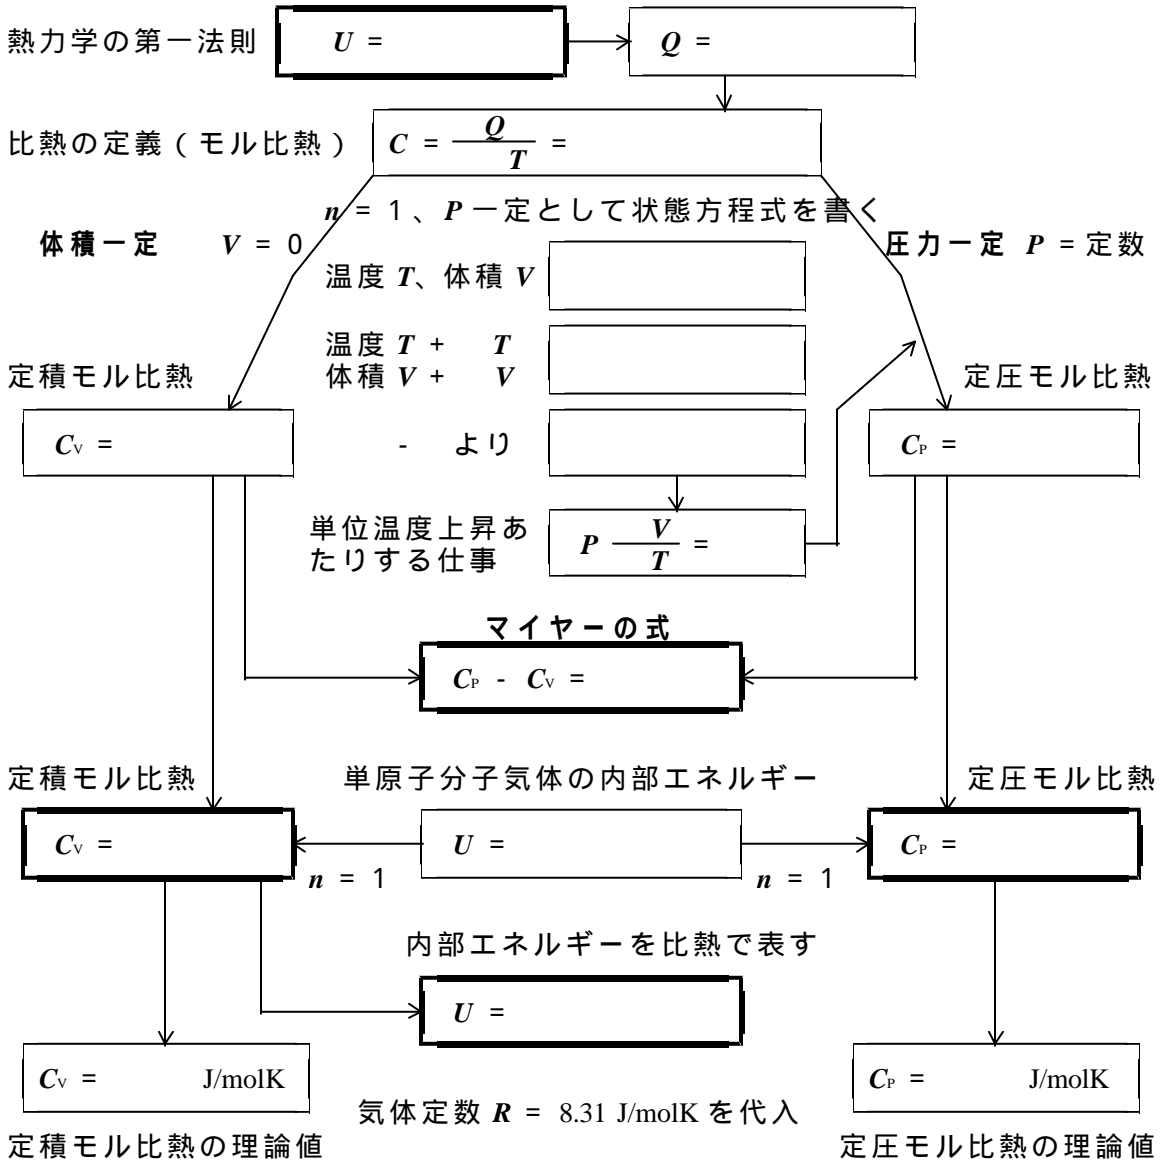 熱力学の第一法則 U = Q =
比熱の定義(モル比熱) C = Q/T =
n = 1、P 一定として状態方程式を書く
体積一定 V = 0
圧力一定 P = 定数
温度 T、体積 V
温度 T + T
体積 V + V
定積モル比熱
定圧モル比熱
CV =
- より
CP =
単位温度上昇あ
たりする仕事
P V/T =
マイヤーの式
CP - CV =
定積モル比熱
単原子分子気体の内部エネルギー
定圧モル比熱
CV =
U =
CP =
n = 1
n = 1
内部エネルギーを比熱で表す
U =
CV = J/molK
CP = J/molK
気体定数 R = 8.31 J/molK を代入
定積モル比熱の理論値
定圧モル比熱の理論値